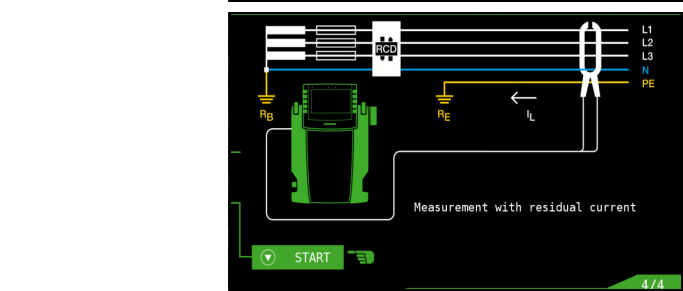 L1
L2
RCD
L3
N
PE
RB
RE
IL
Measurement with residual current
START
4/4